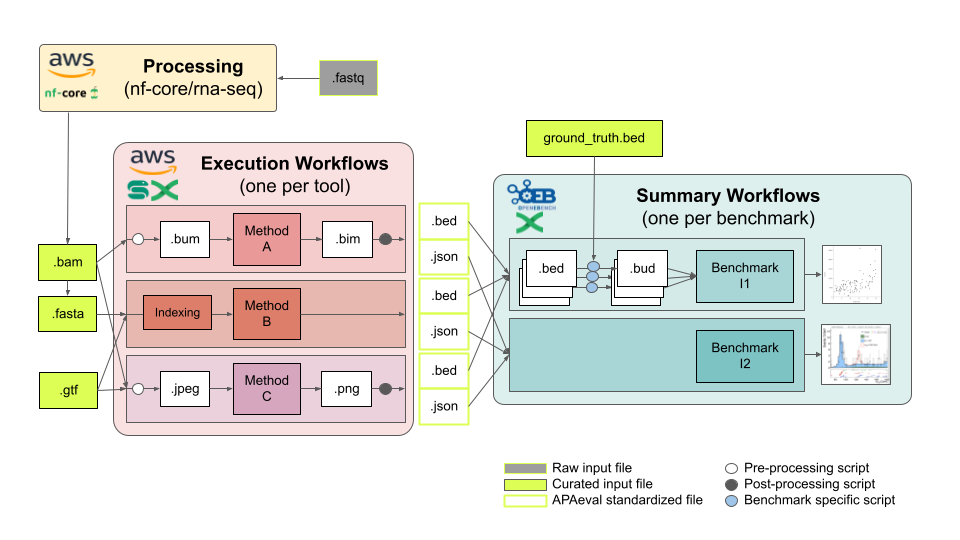 aws
nf-core
Processing
(nf-core/rna-seq)
.fastq
ground_truth.bed
aws
Execution Workflows
(one per tool)
OEB
OPENEBENCH
Summary Workflows
(one per benchmark)
.bum
Method
A
.bim
.bed
.json
.bed
.bud
Benchmark
I1
.bam
.fasta
Indexing
Method
B
.bed
.json
Benchmark
I2
.gtf
.jpeg
Method
C
.png
.bed
.json
Raw input file
Curated input file
APAeval standardized file
Pre-processing script
Post-processing script
Benchmark specific script